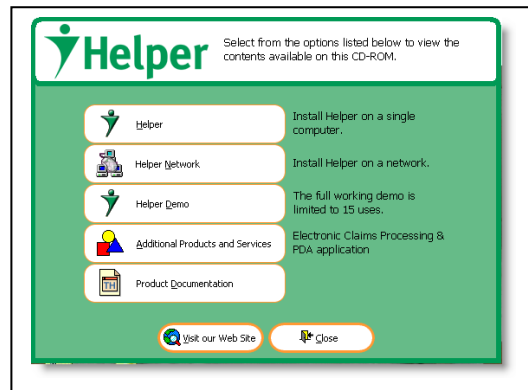 Helper
Select from the options listed below to view the
contents available on this CD-ROM.
Helper
Install Helper on a single
computer.
Helper Network
Install Helper on a network.
Helper Demo
The full working demo is
limited to 15 uses.
Additional Products and Services
Electronic Claims Processing &
PDA application
TH
Product Documentation
Visit our Web Site
Close